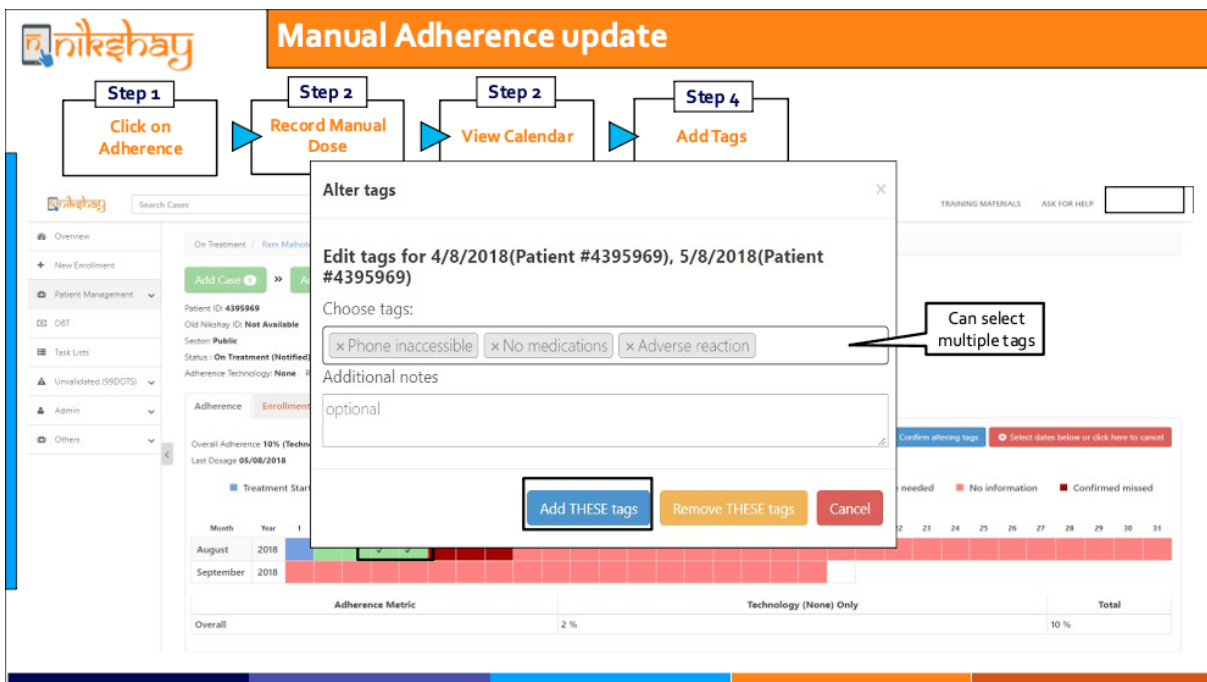 nikshay
Manual Adherence update
Step 1
Click on
Adherence
Step 2
Record Manual
Dose
Step 2
View Calendar
Step 4
Add Tags
nikshay
Search Cases
TRAINING MATERIALS
ASK FOR HELP
Overview
New Enrollment
Patient Management
DBT
Task Lists
Unvalidated (99DOTS)
Admin
Others
On Treatment / Ram Malhot
Add Case 1 »
Patient ID: 4395969
Old Nikshay ID: Not Available
Sector: Public
Status : On Treatment (Notified)
Adherence Technology: None
Adherence
Enrollment
Overall Adherence 10% (Techn
Last Dosage 05/08/2018
Treatment Star
Alter tags
×
Edit tags for 4/8/2018(Patient #4395969), 5/8/2018(Patient
#4395969)
Choose tags:
× Phone inaccessible × No medications × Adverse reaction
Additional notes
optional
Add THESE tags
Remove THESE tags
Cancel
Can select
multiple tags
Confirm altering tags
Select dates below or click here to cancel
needed
No information
Confirmed missed
Month Year 1 22 23 24 25 26 27 28 29 30 31
August 2018
September 2018
Adherence Metric Technology (None) Only Total
Overall 2 % 10 %